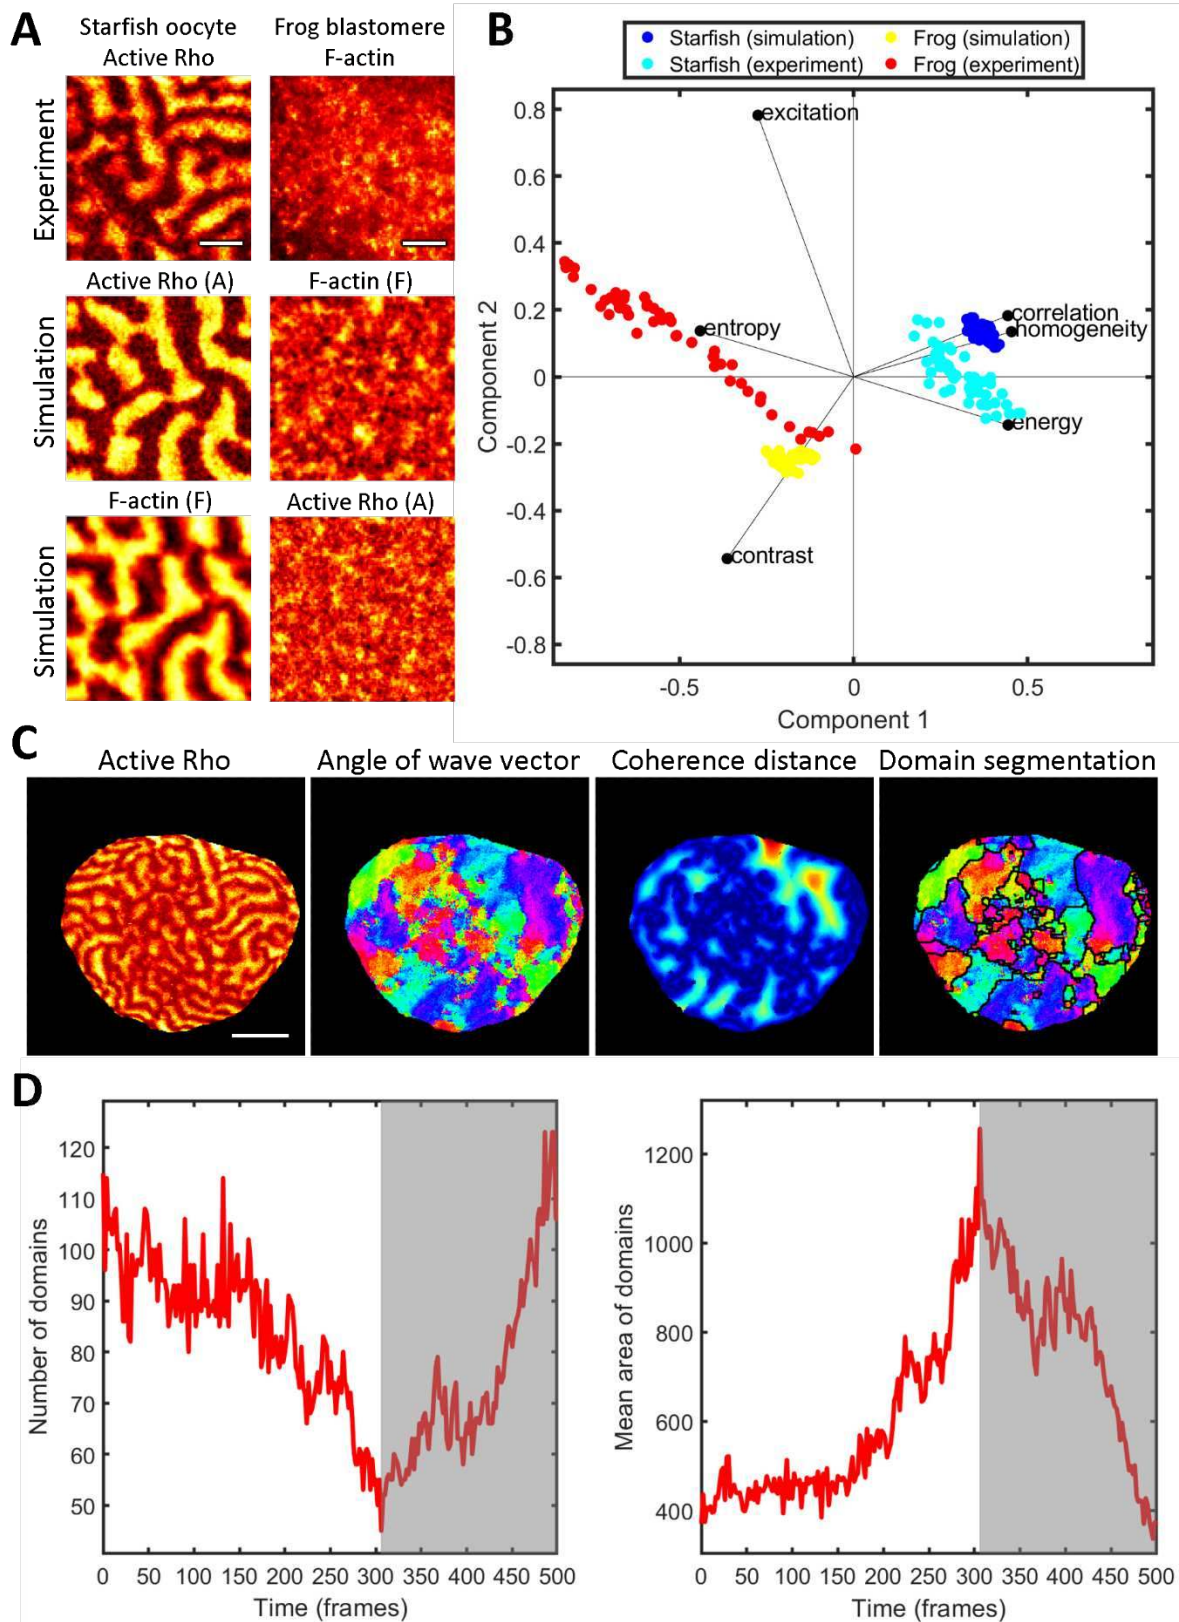 A
Starfish oocyte
Active Rho
Frog blastomere
F-actin
Experiment
Active Rho (A)
F-actin (F)
Simulation
F-actin (F)
Active Rho (A)
Simulation
B
Starfish (simulation)
Starfish (experiment)
Frog (simulation)
Frog (experiment)
0.8
0.6
0.4
0.2
0
-0.2
-0.4
-0.6
-0.8
Component 2
excitation
entropy
correlation
homogeneity
energy
contrast
-0.5
0
0.5
Component 1
C
Active Rho
Angle of wave vector
Coherence distance
Domain segmentation
D
120
110
100
90
80
70
60
50
Number of domains
0 50 100 150 200 250 300 350 400 450 500
Time (frames)
1200
1000
800
600
400
Mean area of domains
0 50 100 150 200 250 300 350 400 450 500
Time (frames)